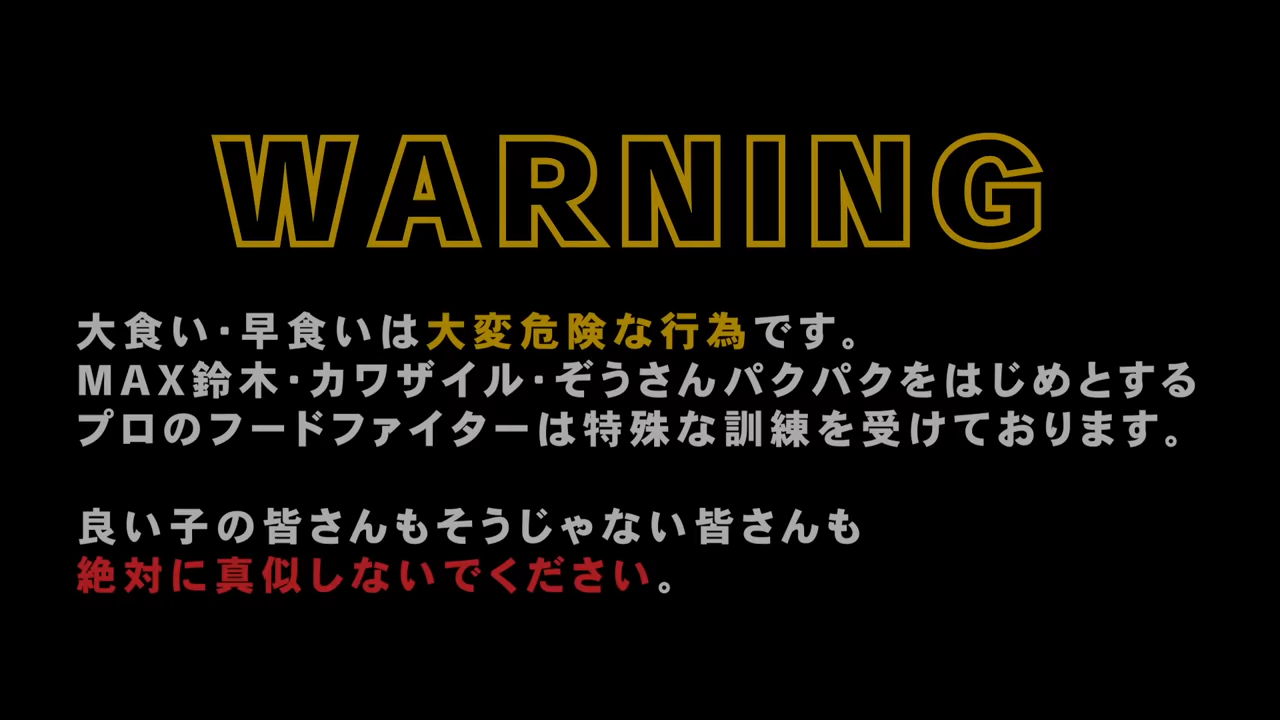 WARNING
大食い・早食いは大変危険な行為です。
MAX鈴木・カワザイル・ぞうさんパクパクをはじめとする
プロのフードファイターは特殊な訓練を受けております。
良い子の皆さんもそうじゃない皆さんも
絶対に真似しないでください。